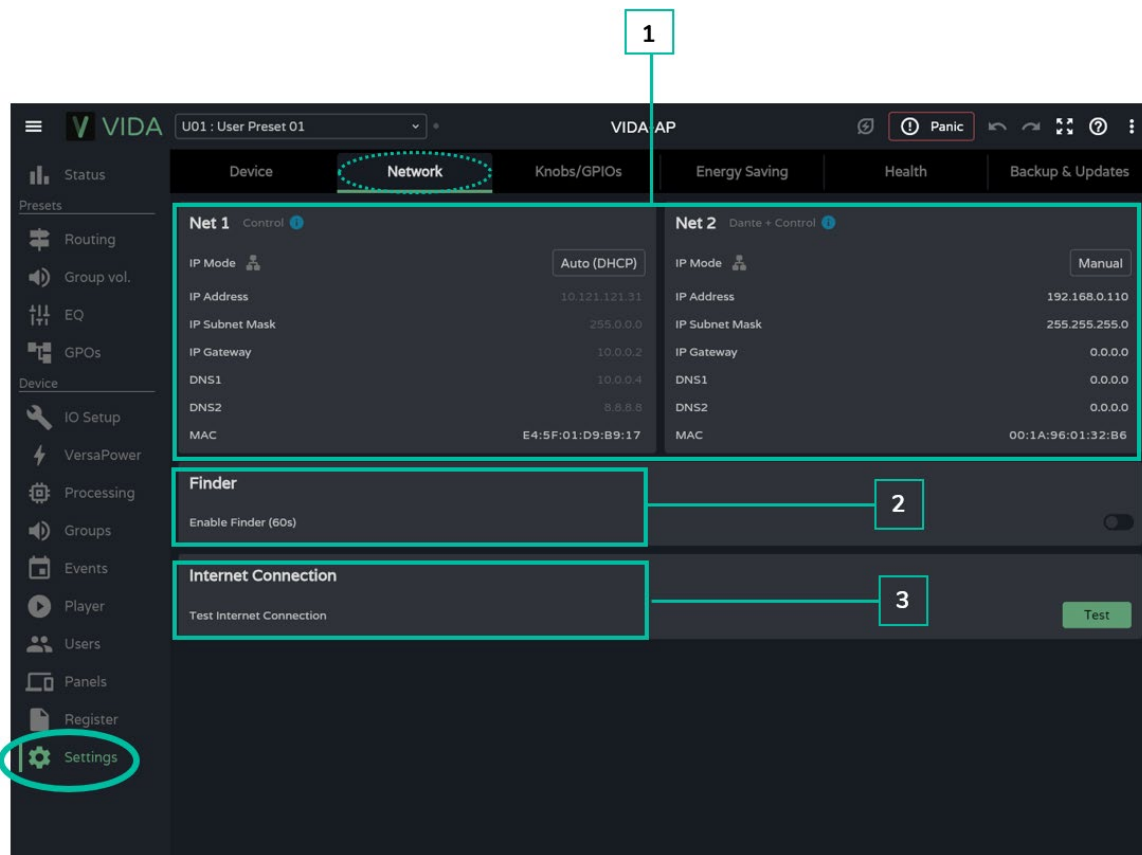 1
VIDA
U01 : User Preset 01
VIDA-AP
Panic
Status
Device
Network
Knobs/GPIOs
Energy Saving
Health
Backup & Updates
Presets
Routing
Group vol.
EQ
GPOs
Device
IO Setup
VersaPower
Processing
Groups
Events
Player
Users
Panels
Register
Settings
Net 1 Control
IP Mode Auto (DHCP)
IP Address 10.121.121.31
IP Subnet Mask 255.0.0.0
IP Gateway 10.0.0.2
DNS1 10.0.0.4
DNS2 8.8.8.8
MAC E4:5F:01:D9:B9:17
Net 2 Dante + Control
IP Mode Manual
IP Address 192.168.0.110
IP Subnet Mask 255.255.255.0
IP Gateway 0.0.0.0
DNS1 0.0.0.0
DNS2 0.0.0.0
MAC 00:1A:96:01:32:B6
Finder
Enable Finder (60s)
2
Internet Connection
Test Internet Connection
3
Test